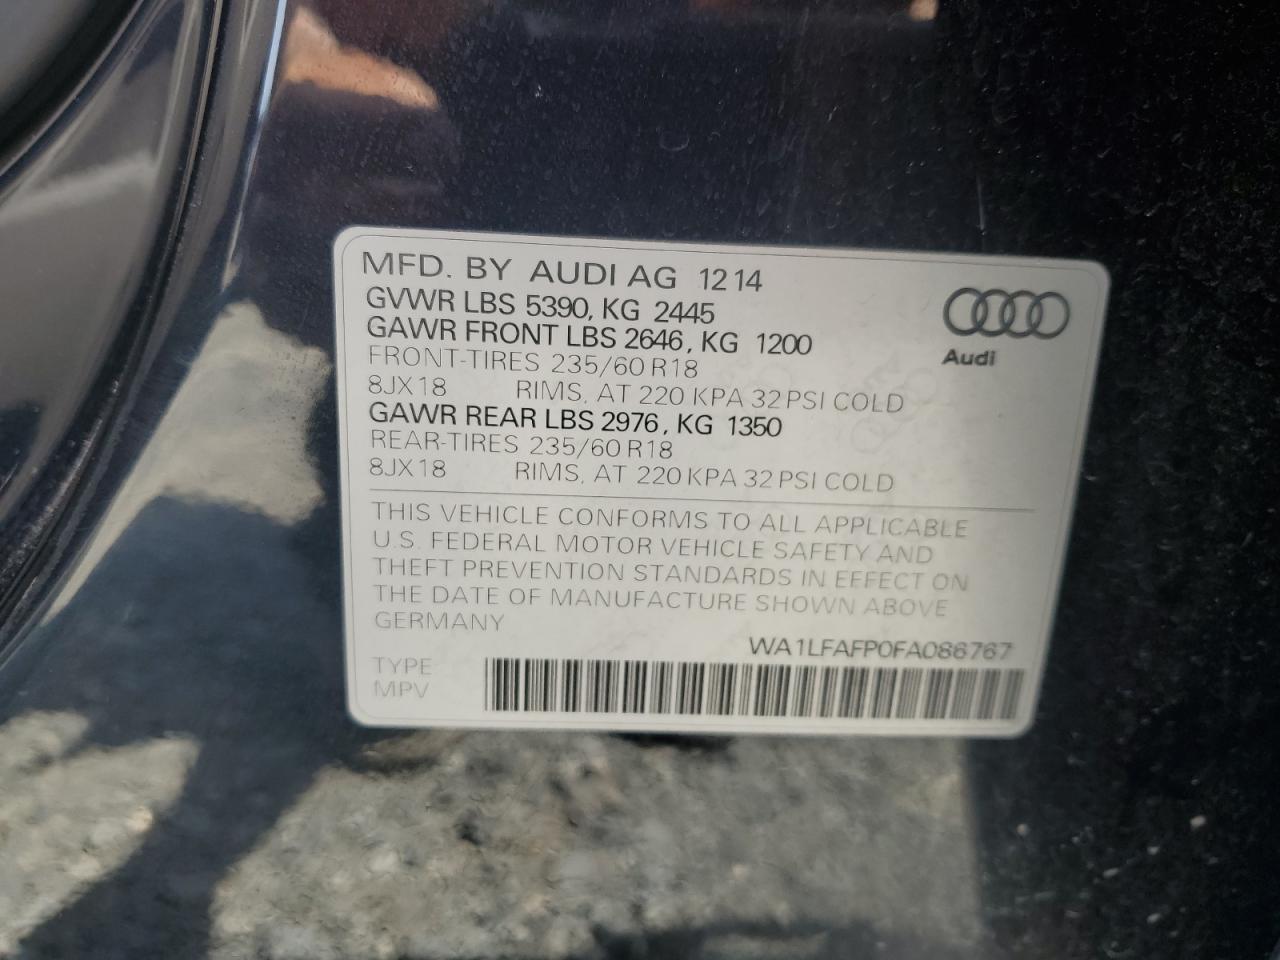 MFD. BY AUDI AG 12 14
GVWR LBS 5390, KG 2445
GAWR FRONT LBS 2646, KG 1200
FRONT-TIRES 235/60 R18
8JX18 RIMS, AT 220 KPA 32 PSI COLD
GAWR REAR LBS 2976, KG 1350
REAR-TIRES 235/60 R18
8JX18 RIMS, AT 220 KPA 32 PSI COLD
Audi
THIS VEHICLE CONFORMS TO ALL APPLICABLE
U.S. FEDERAL MOTOR VEHICLE SAFETY AND
THEFT PREVENTION STANDARDS IN EFFECT ON
THE DATE OF MANUFACTURE SHOWN ABOVE
GERMANY
WA1LFAFP0FA086767
TYPE
MPV